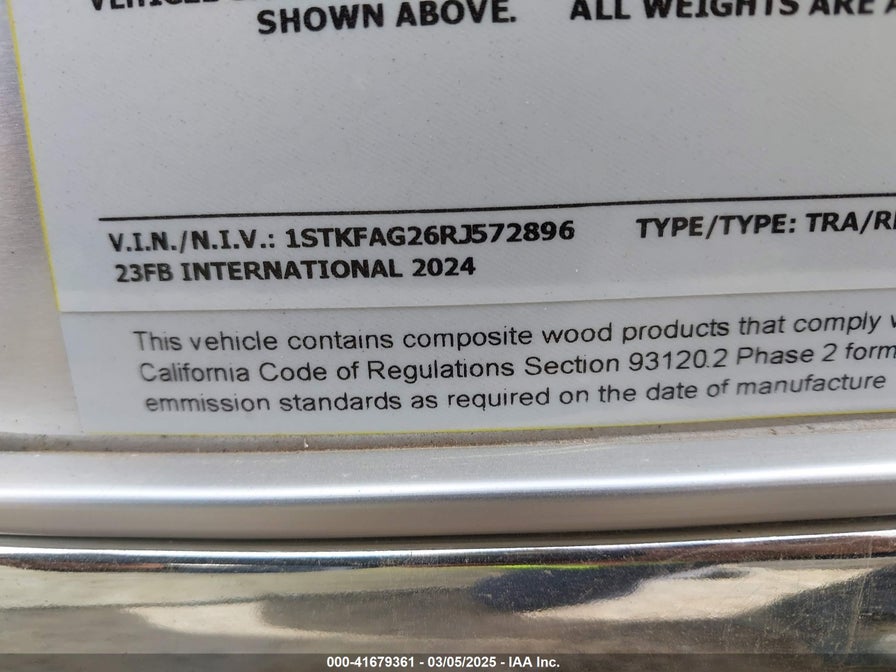 SHOWN ABOVE. ALL WEIGHTS ARE
V.I.N./N.I.V.: 1STKFAG26RJ572896 TYPE/TYPE: TRA/
23FB INTERNATIONAL 2024
This vehicle contains composite wood products that comply
California Code of Regulations Section 93120.2 Phase 2 form
emmission standards as required on the date of manufacture
000-41679361 - 03/05/2025 - IAA Inc.